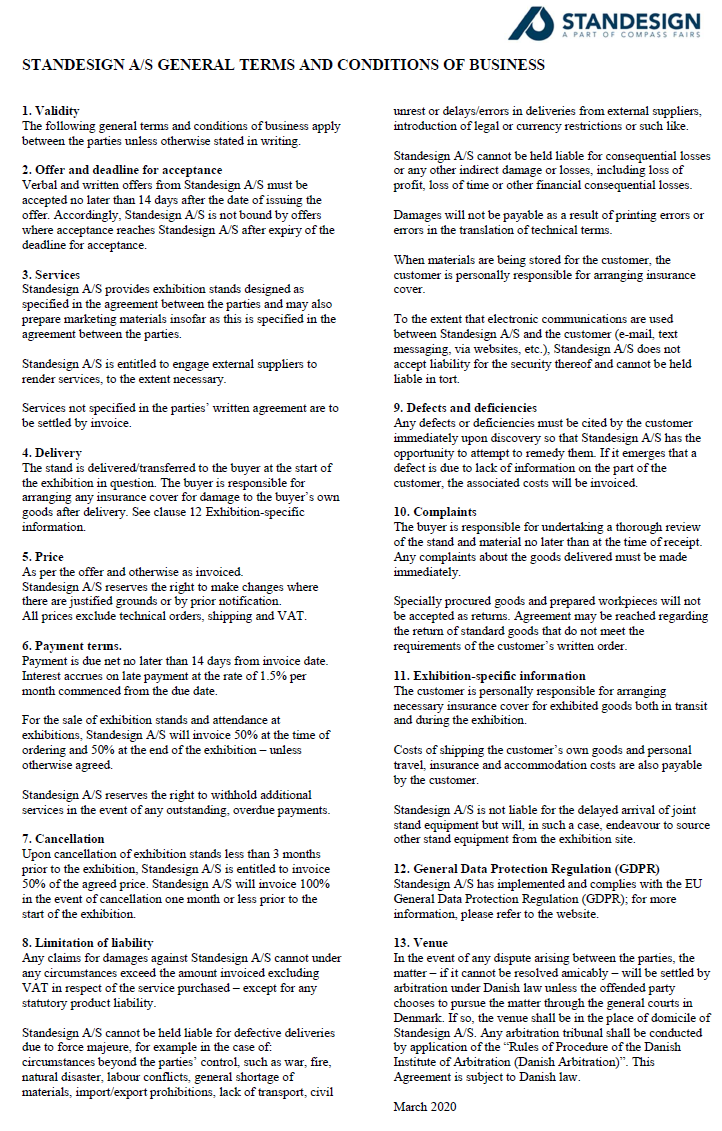 STANDESIGN
A PART OF COMPASS FAIRS
STANDESIGN A/S GENERAL TERMS AND CONDITIONS OF BUSINESS
1. Validity
The following general terms and conditions of business apply
between the parties unless otherwise stated in writing.
2. Offer and deadline for acceptance
Verbal and written offers from Standesign A/S must be
accepted no later than 14 days after the date of issuing the
offer. Accordingly, Standesign A/S is not bound by offers
where acceptance reaches Standesign A/S after expiry of the
deadline for acceptance.
3. Services
Standesign A/S provides exhibition stands designed as
specified in the agreement between the parties and may also
prepare marketing materials insofar as this is specified in the
agreement between the parties.
Standesign A/S is entitled to engage external suppliers to
render services, to the extent necessary.
Services not specified in the parties’ written agreement are to
be settled by invoice.
4. Delivery
The stand is delivered/transferred to the buyer at the start of
the exhibition in question. The buyer is responsible for
arranging any insurance cover for damage to the buyer’s own
goods after delivery. See clause 12 Exhibition-specific
information.
5. Price
As per the offer and otherwise as invoiced.
Standesign A/S reserves the right to make changes where
there are justified grounds or by prior notification.
All prices exclude technical orders, shipping and VAT.
6. Payment terms.
Payment is due net no later than 14 days from invoice date.
Interest accrues on late payment at the rate of 1.5% per
month commenced from the due date.
For the sale of exhibition stands and attendance at
exhibitions, Standesign A/S will invoice 50% at the time of
ordering and 50% at the end of the exhibition – unless
otherwise agreed.
Standesign A/S reserves the right to withhold additional
services in the event of any outstanding, overdue payments.
7. Cancellation
Upon cancellation of exhibition stands less than 3 months
prior to the exhibition, Standesign A/S is entitled to invoice
50% of the agreed price. Standesign A/S will invoice 100%
in the event of cancellation one month or less prior to the
start of the exhibition.
8. Limitation of liability
Any claims for damages against Standesign A/S cannot under
any circumstances exceed the amount invoiced excluding
VAT in respect of the service purchased – except for any
statutory product liability.
Standesign A/S cannot be held liable for defective deliveries
due to force majeure, for example in the case of:
circumstances beyond the parties’ control, such as war, fire,
natural disaster, labour conflicts, general shortage of
materials, import/export prohibitions, lack of transport, civil
unrest or delays/errors in deliveries from external suppliers,
introduction of legal or currency restrictions or such like.
Standesign A/S cannot be held liable for consequential losses
or any other indirect damage or losses, including loss of
profit, loss of time or other financial consequential losses.
Damages will not be payable as a result of printing errors or
errors in the translation of technical terms.
When materials are being stored for the customer, the
customer is personally responsible for arranging insurance
cover.
To the extent that electronic communications are used
between Standesign A/S and the customer (e-mail, text
messaging, via websites, etc.), Standesign A/S does not
accept liability for the security thereof and cannot be held
liable in tort.
9. Defects and deficiencies
Any defects or deficiencies must be cited by the customer
immediately upon discovery so that Standesign A/S has the
opportunity to attempt to remedy them. If it emerges that a
defect is due to lack of information on the part of the
customer, the associated costs will be invoiced.
10. Complaints
The buyer is responsible for undertaking a thorough review
of the stand and material no later than at the time of receipt.
Any complaints about the goods delivered must be made
immediately.
Specially procured goods and prepared workpieces will not
be accepted as returns. Agreement may be reached regarding
the return of standard goods that do not meet the
requirements of the customer’s written order.
11. Exhibition-specific information
The customer is personally responsible for arranging
necessary insurance cover for exhibited goods both in transit
and during the exhibition.
Costs of shipping the customer’s own goods and personal
travel, insurance and accommodation costs are also payable
by the customer.
Standesign A/S is not liable for the delayed arrival of joint
stand equipment but will, in such a case, endeavour to source
other stand equipment from the exhibition site.
12. General Data Protection Regulation (GDPR)
Standesign A/S has implemented and complies with the EU
General Data Protection Regulation (GDPR); for more
information, please refer to the website.
13. Venue
In the event of any dispute arising between the parties, the
matter – if it cannot be resolved amicably – will be settled by
arbitration under Danish law unless the offended party
chooses to pursue the matter through the general courts in
Denmark. If so, the venue shall be in the place of domicile of
Standesign A/S. Any arbitration tribunal shall be conducted
by application of the “Rules of Procedure of the Danish
Institute of Arbitration (Danish Arbitration)”. This
Agreement is subject to Danish law.
March 2020